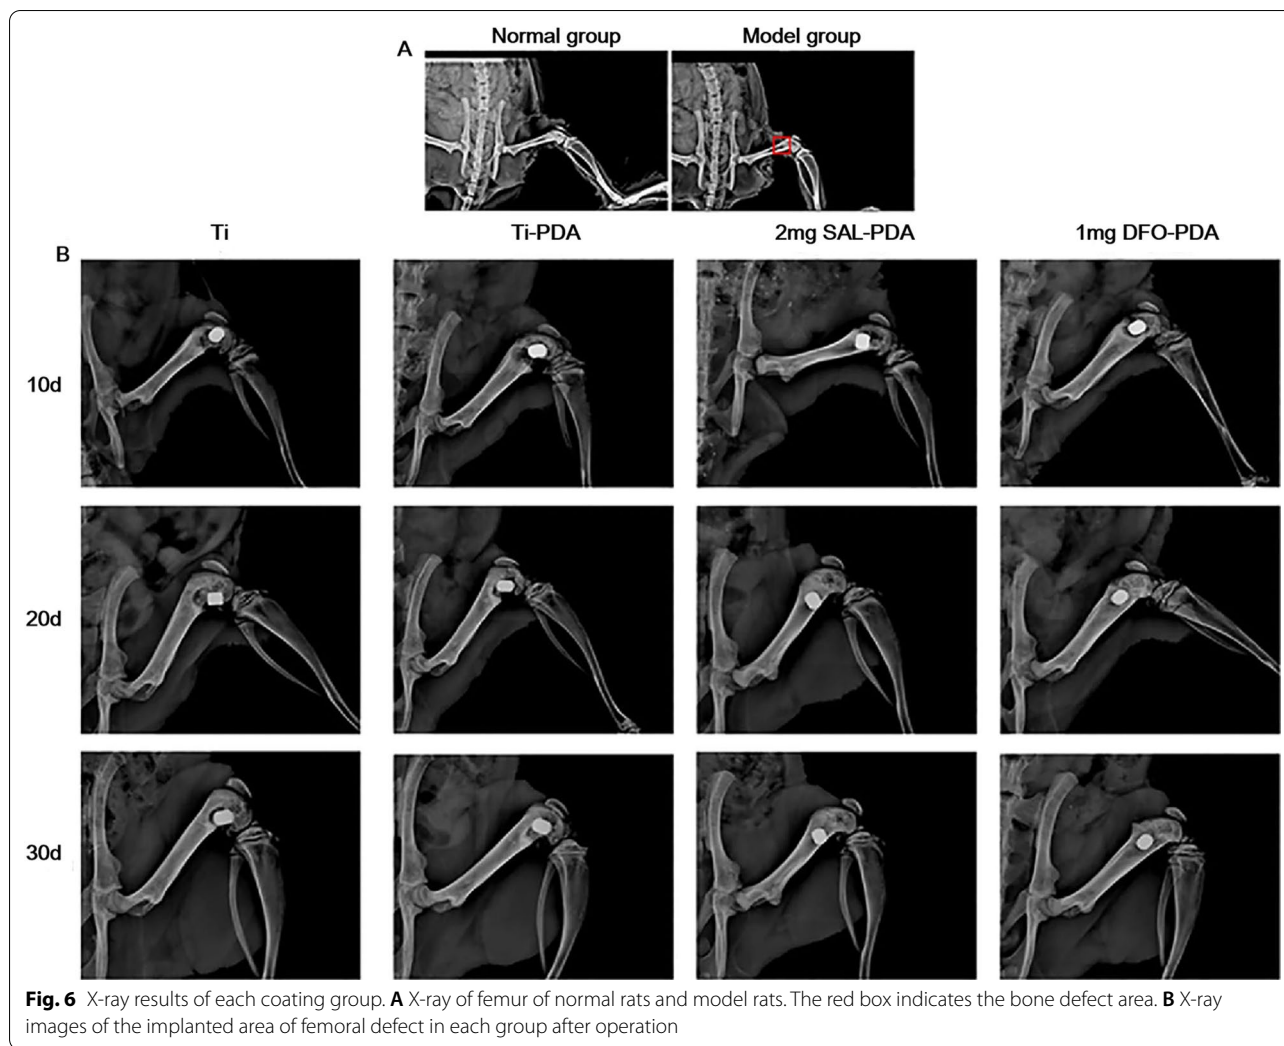 Normal group
Model group
A
Ti
Ti-PDA
2mg SAL-PDA
1mg DFO-PDA
B
10d
20d
30d
Fig. 6 X-ray results of each coating group. A X-ray of femur of normal rats and model rats. The red box indicates the bone defect area. B X-ray
images of the implanted area of femoral defect in each group after operation